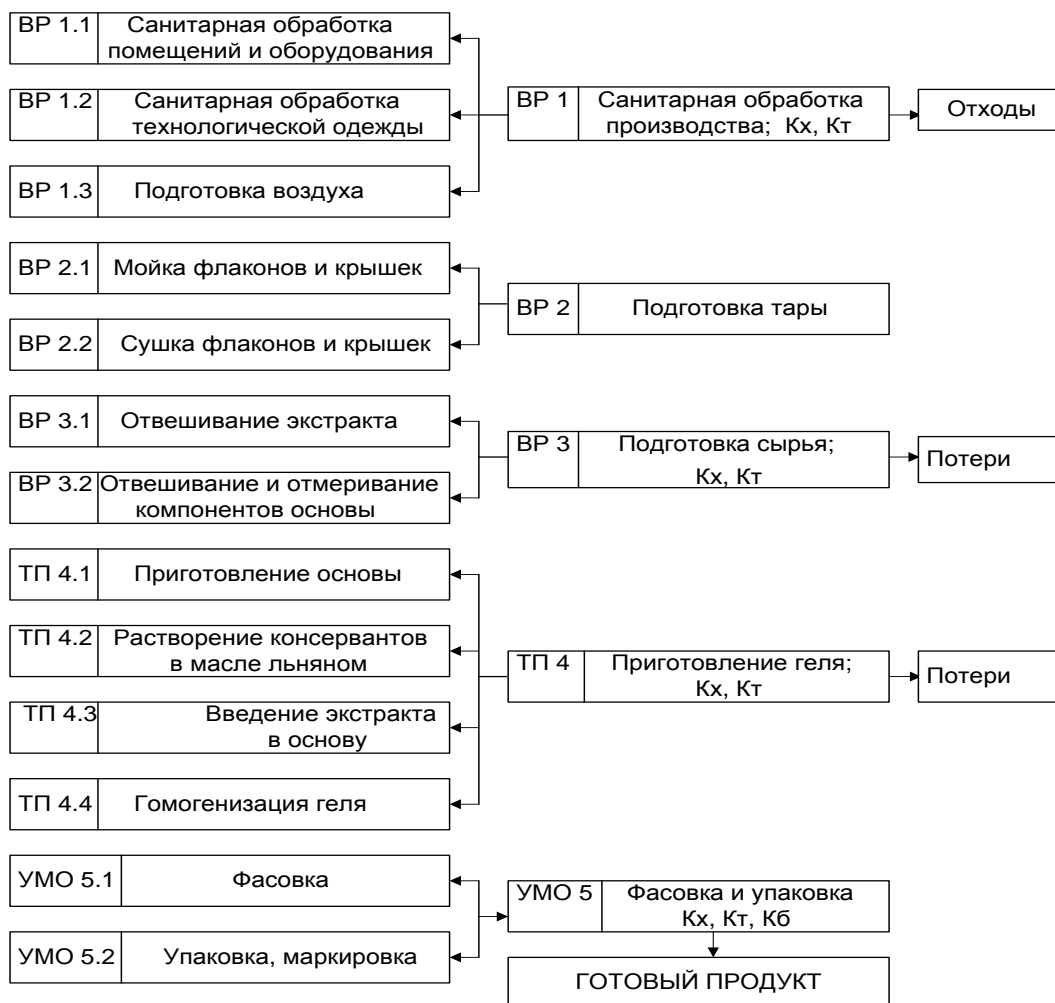 ВР 1.1 Санитарная обработка
помещений и оборудования
ВР 1.2 Санитарная обработка
технологической одежды
ВР 1 Санитарная обработка
производства; Кх, Кт
Отходы
ВР 1.3 Подготовка воздуха
ВР 2.1 Мойка флаконов и крышек
ВР 2 Подготовка тары
ВР 2.2 Сушка флаконов и крышек
ВР 3.1 Отвешивание экстракта
ВР 3 Подготовка сырья;
Кх, Кт
Потери
ВР 3.2 Отвешивание и отмеривание
компонентов основы
ТП 4.1 Приготовление основы
ТП 4.2 Растворение консервантов
в масле льняном
ТП 4 Приготовление геля;
Кх, Кт
Потери
ТП 4.3 Введение экстракта
в основу
ТП 4.4 Гомогенизация геля
УМО 5.1 Фасовка
УМО 5 Фасовка и упаковка
Кх, Кт, Кб
УМО 5.2 Упаковка, маркировка
ГОТОВЫЙ ПРОДУКТ